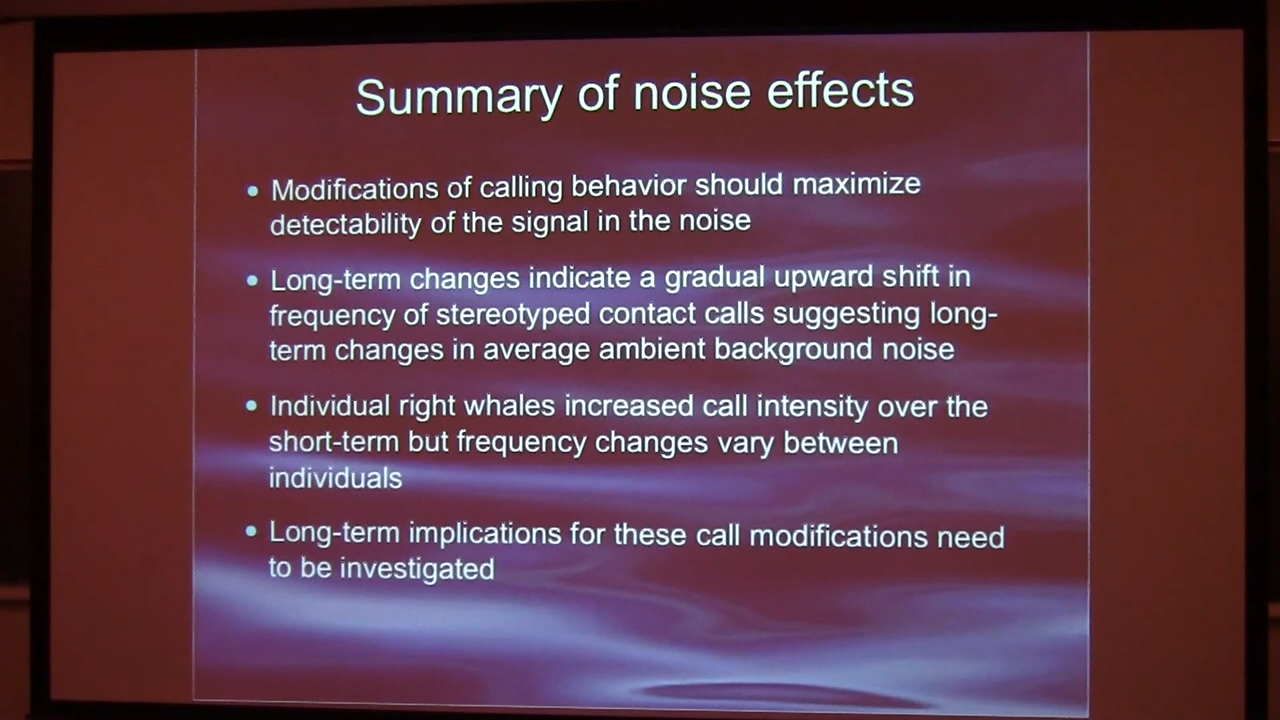 Summary of noise effects
• Modifications of calling behavior should maximize
detectability of the signal in the noise
• Long-term changes indicate a gradual upward shift in
frequency of stereotyped contact calls suggesting long-
term changes in average ambient background noise
• Individual right whales increased call intensity over the
short-term but frequency changes vary between
individuals
• Long-term implications for these call modifications need
to be investigated